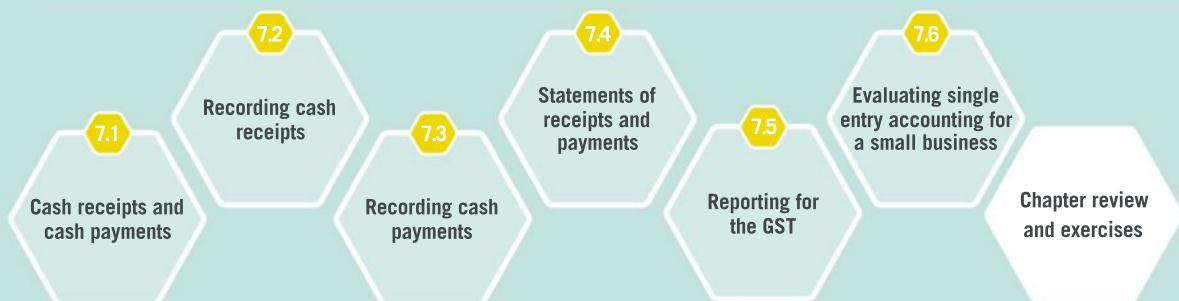 7.1
Cash receipts and
cash payments
7.2
Recording cash
receipts
7.3
Recording cash
payments
7.4
Statements of
receipts and
payments
7.5
Reporting for
the GST
7.6
Evaluating single
entry accounting for
a small business
Chapter review
and exercises